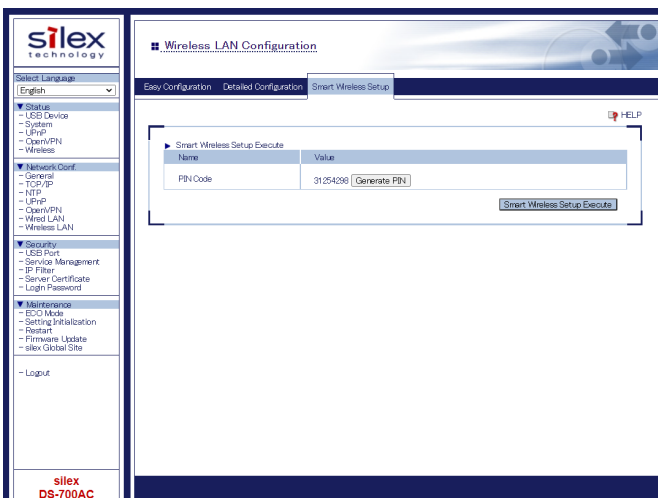 silex
technology
Select Language
English
▼ Status
- USB Device
- System
- UPnP
- OpenVPN
- Wireless
▼ Network Conf.
- General
- TCP/IP
- NTP
- UPnP
- OpenVPN
- Wired LAN
- Wireless LAN
▼ Security
- USB Port
- Service Management
- IP Filter
- Server Certificate
- Login Password
▼ Maintenance
- ECO Mode
- Setting Initialization
- Restart
- Firmware Update
- silex Global Site
- Logout
silex
DS-700AC
Wireless LAN Configuration
Easy Configuration Detailed Configuration Smart Wireless Setup
HELP
Smart Wireless Setup Execute
Name Value
PIN Code 31254298 Generate PIN
Smart Wireless Setup Execute